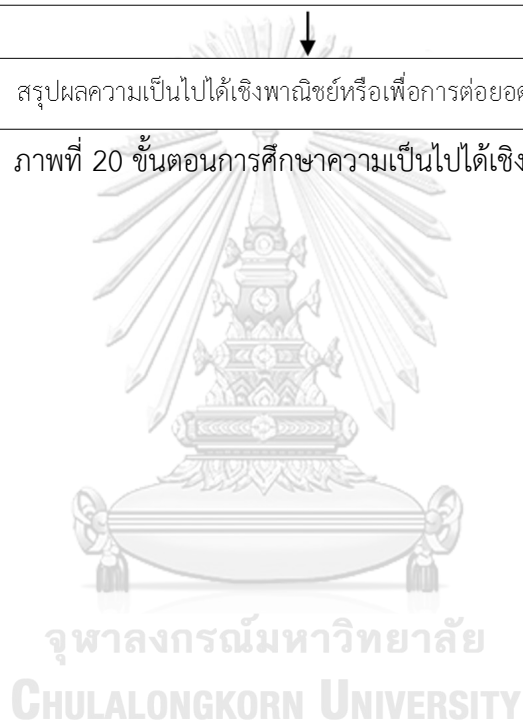 สรุปผลความเป็นไปได้เชิงพาณิชย์หรือเพื่อการต่อยอด
ภาพที่ 20 ขั้นตอนการศึกษาความเป็นไปได้เชิง
จุฬาลงกรณ์มหาวิทยาลัย
CHULALONGKORN UNIVERSITY